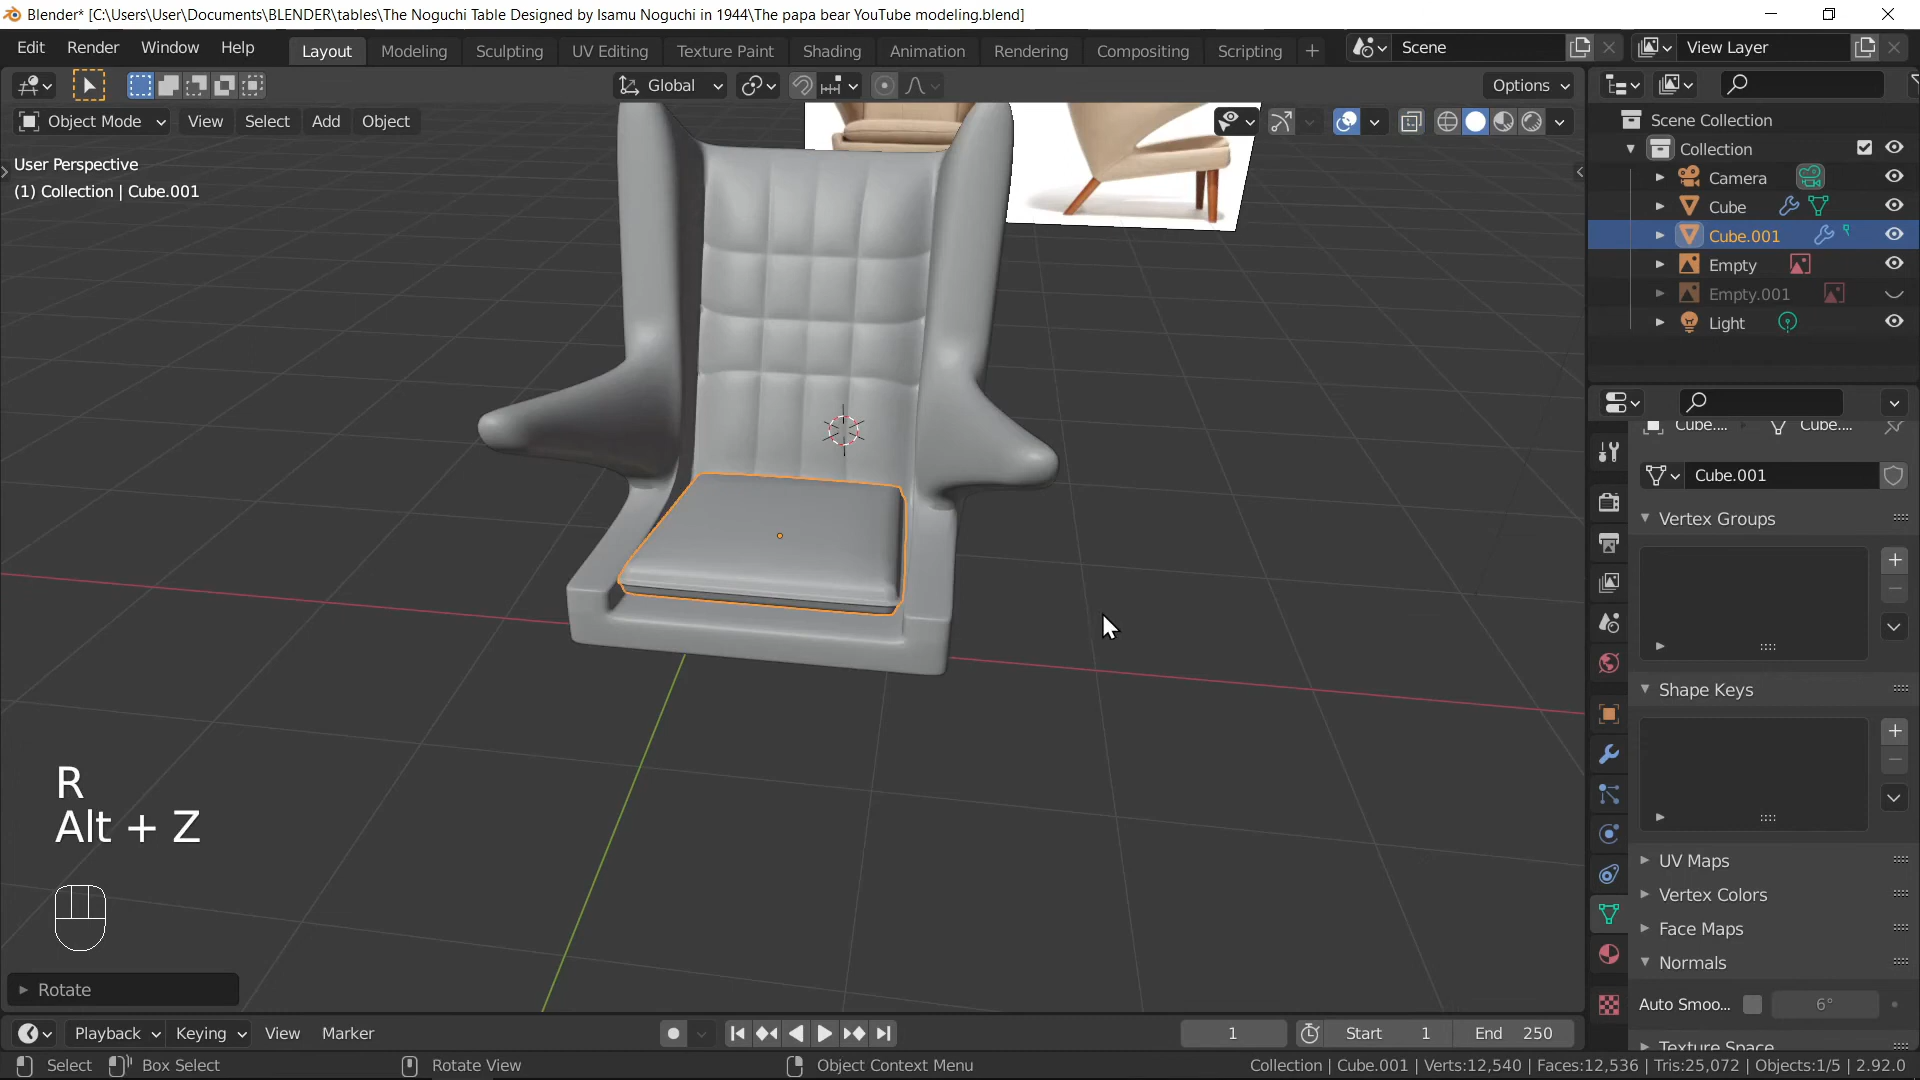 Blender* [C:\Users\User\Documents\BLENDER\tables\The Noguchi Table Designed by Isamu Noguchi in 1944\The papa bear YouTube modeling.blend]
Edit Render Window Help Layout Modeling Sculpting UV Editing Texture Paint Shading Animation Rendering Compositing Scripting + Scene View Layer
Global Options
Object Mode View Select Add Object
User Perspective
(1) Collection | Cube.001
Scene Collection
Collection
Camera
Cube
Cube.001
Empty
Empty.001
Light
Cube.... Cube....
Cube.001
Vertex Groups
Shape Keys
UV Maps
Vertex Colors
Face Maps
Normals
Auto Smoo... 6°
Texture Space
R
Alt + Z
Rotate
Playback Keying View Marker 1 Start 1 End 250
Select Box Select Rotate View Object Context Menu Collection | Cube.001 | Verts:12,540 | Faces:12,536 | Tris:25,072 | Objects:1/5 | 2.92.0